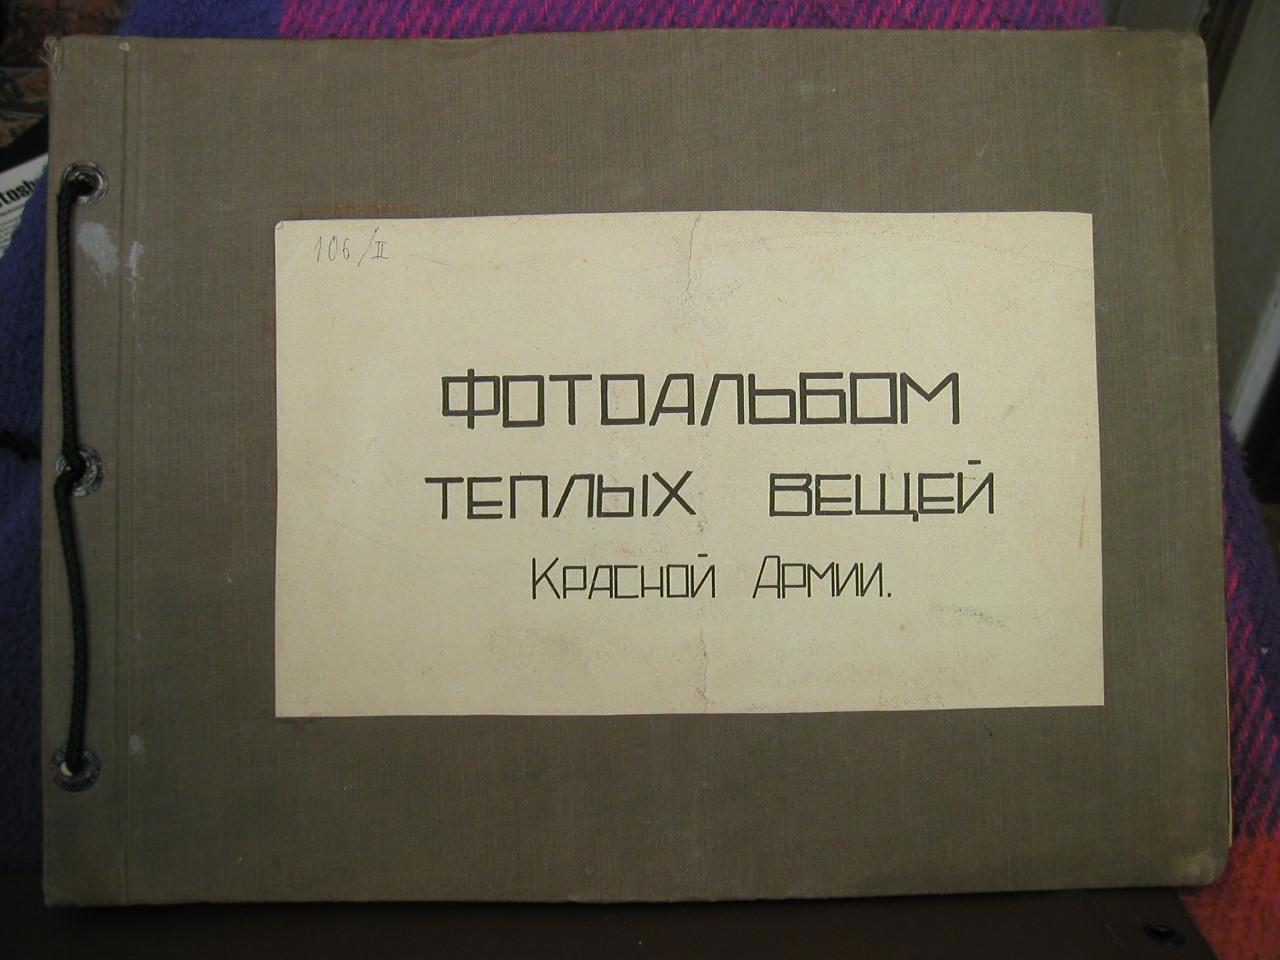 106/II
ФОТОАЛЬБОМ
ТЕПЛЫХ ВЕЩЕЙ
КРАСНОЙ АРМИИ.